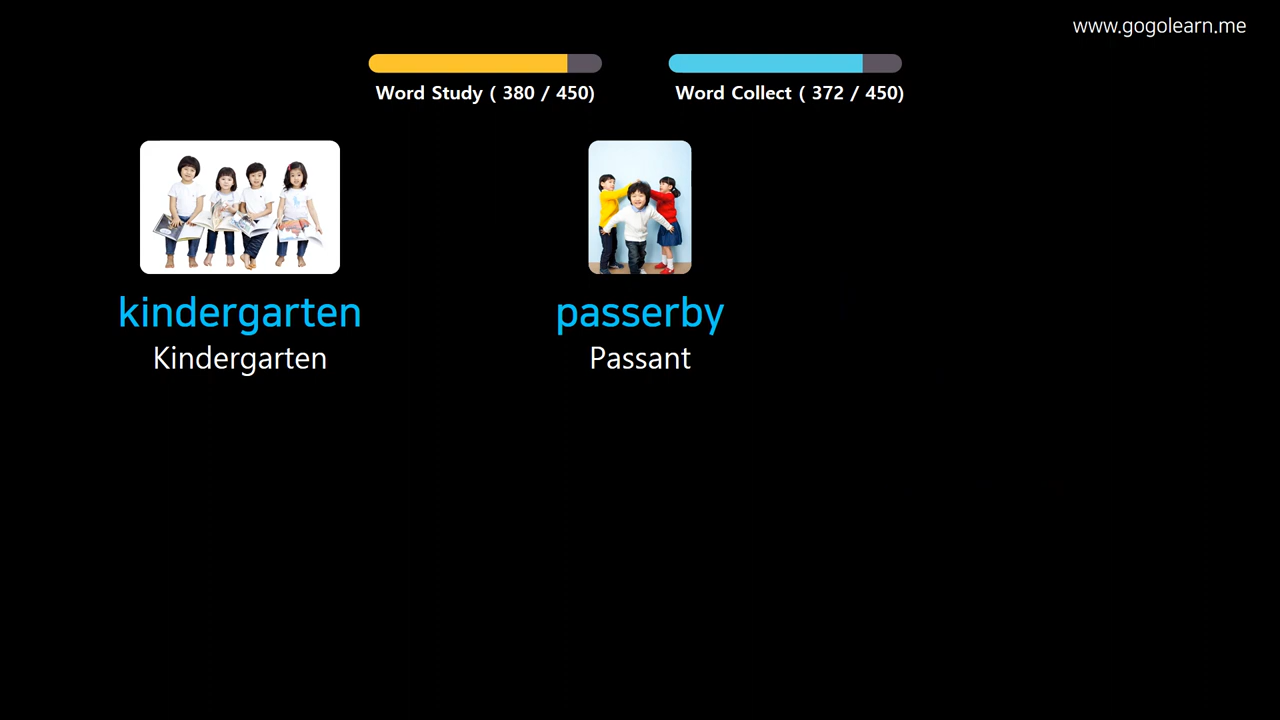 www.gogolearn.me
Word Study ( 380 / 450)
Word Collect ( 372 / 450)
kindergarten
Kindergarten
passerby
Passant